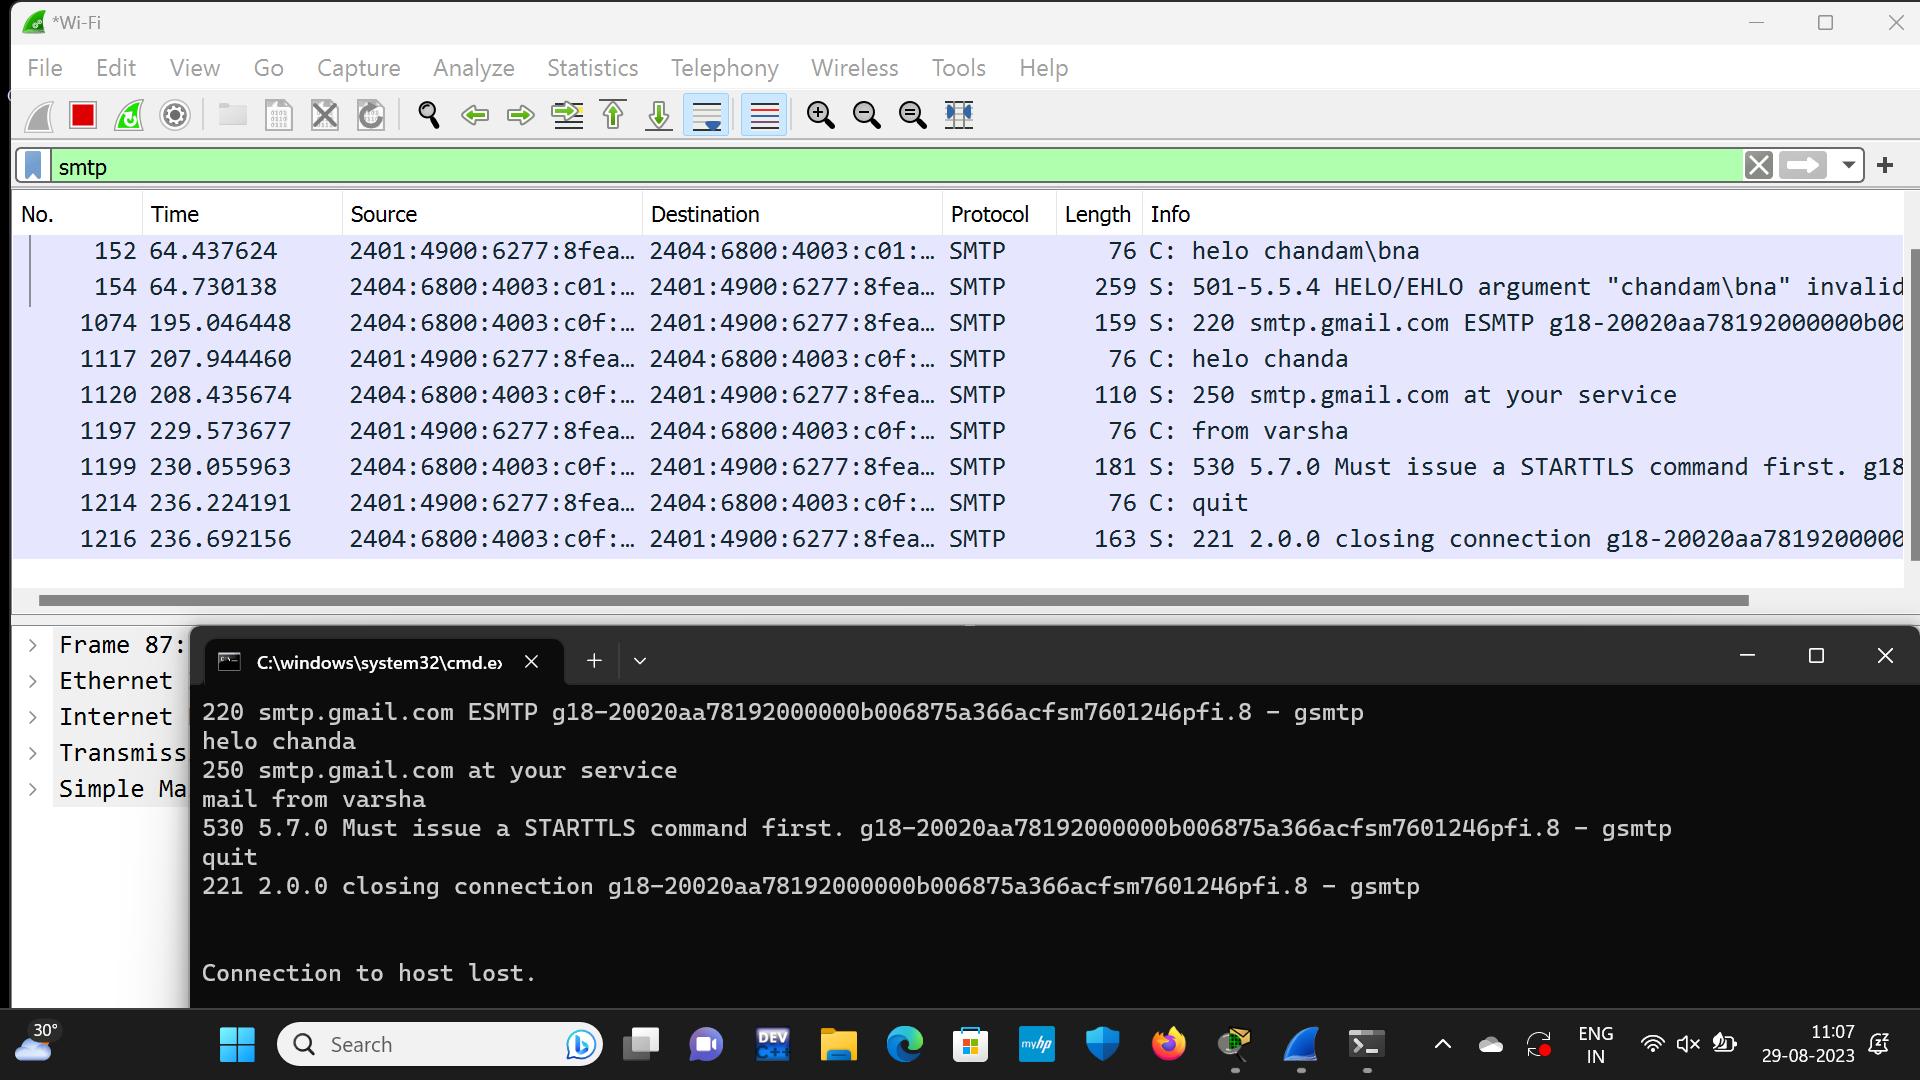 *Wi-Fi
File Edit View Go Capture Analyze Statistics Telephony Wireless Tools Help
smtp
No. Time Source Destination Protocol Length Info
152 64.437624 2401:4900:6277:8fea… 2404:6800:4003:c01:… SMTP 76 C: helo chandam\bna
154 64.730138 2404:6800:4003:c01:… 2401:4900:6277:8fea… SMTP 259 S: 501-5.5.4 HELO/EHLO argument "chandam\bna" invalid
1074 195.046448 2404:6800:4003:c0f:… 2401:4900:6277:8fea… SMTP 159 S: 220 smtp.gmail.com ESMTP g18-20020aa78192000000b00
1117 207.944460 2401:4900:6277:8fea… 2404:6800:4003:c0f:… SMTP 76 C: helo chanda
1120 208.435674 2404:6800:4003:c0f:… 2401:4900:6277:8fea… SMTP 110 S: 250 smtp.gmail.com at your service
1197 229.573677 2401:4900:6277:8fea… 2404:6800:4003:c0f:… SMTP 76 C: from varsha
1199 230.055963 2404:6800:4003:c0f:… 2401:4900:6277:8fea… SMTP 181 S: 530 5.7.0 Must issue a STARTTLS command first. g18
1214 236.224191 2401:4900:6277:8fea… 2404:6800:4003:c0f:… SMTP 76 C: quit
1216 236.692156 2404:6800:4003:c0f:… 2401:4900:6277:8fea… SMTP 163 S: 221 2.0.0 closing connection g18-20020aa7819200000
Frame 87:
Ethernet
Internet
Transmiss
Simple Ma
C:\windows\system32\cmd.ex
220 smtp.gmail.com ESMTP g18-20020aa78192000000b006875a366acfsm7601246pfi.8 - gsmtp
helo chanda
250 smtp.gmail.com at your service
mail from varsha
530 5.7.0 Must issue a STARTTLS command first. g18-20020aa78192000000b006875a366acfsm7601246pfi.8 - gsmtp
quit
221 2.0.0 closing connection g18-20020aa78192000000b006875a366acfsm7601246pfi.8 - gsmtp
Connection to host lost.
30°
Search
DEV C++
myhp
ENG
IN
11:07
29-08-2023